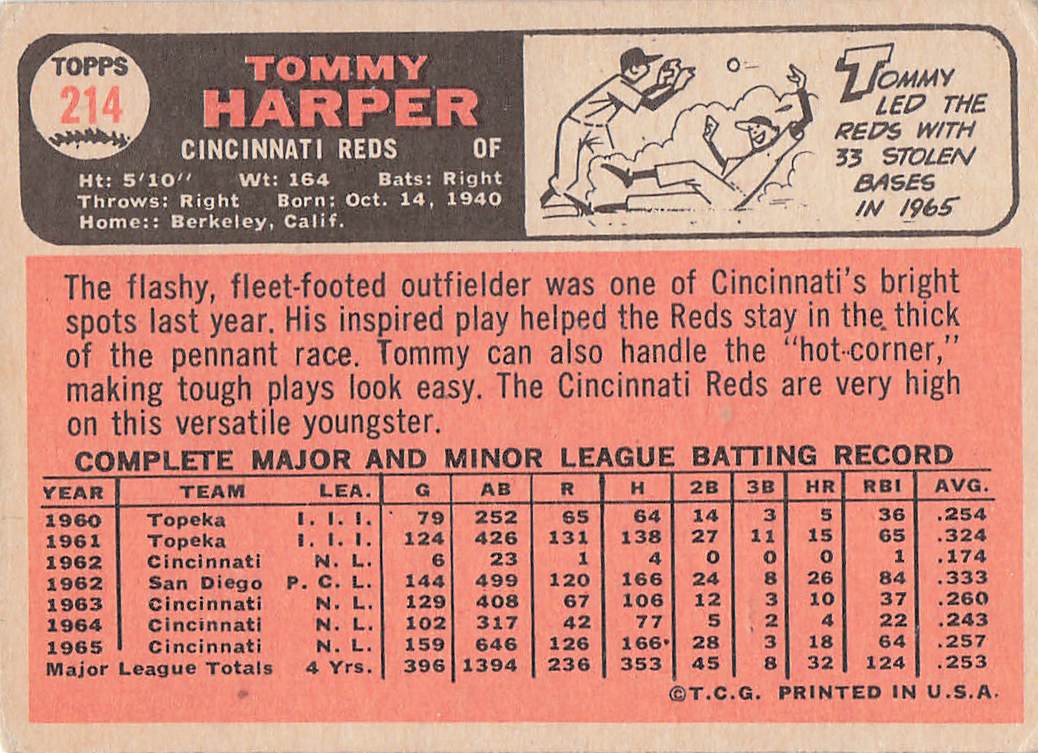 TOPPS
214
TOMMY
HARPER
CINCINNATI REDS OF
Ht: 5'10" Wt: 164 Bats: Right
Throws: Right Born: Oct. 14, 1940
Home:: Berkeley, Calif.
TOMMY
LED THE
REDS WITH
33 STOLEN
BASES
IN 1965
The flashy, fleet-footed outfielder was one of Cincinnati's bright
spots last year. His inspired play helped the Reds stay in the thick
of the pennant race. Tommy can also handle the "hot-corner,"
making tough plays look easy. The Cincinnati Reds are very high
on this versatile youngster.
COMPLETE MAJOR AND MINOR LEAGUE BATTING RECORD
YEAR TEAM LEA. G AB R H 2B 3B HR RBI AVG.
1960 Topeka I. I. I. 79 252 65 64 14 3 5 36 .254
1961 Topeka I. I. I. 124 426 131 138 27 11 15 65 .324
1962 Cincinnati N. L. 6 23 1 4 0 0 0 1 .174
1962 San Diego P. C. L. 144 499 120 166 24 8 26 84 .333
1963 Cincinnati N. L. 129 408 67 106 12 3 10 37 .260
1964 Cincinnati N. L. 102 317 42 77 5 2 4 22 .243
1965 Cincinnati N. L. 159 646 126 166 28 3 18 64 .257
Major League Totals 4 Yrs. 396 1394 236 353 45 8 32 124 .253
©T.C.G. PRINTED IN U.S.A.